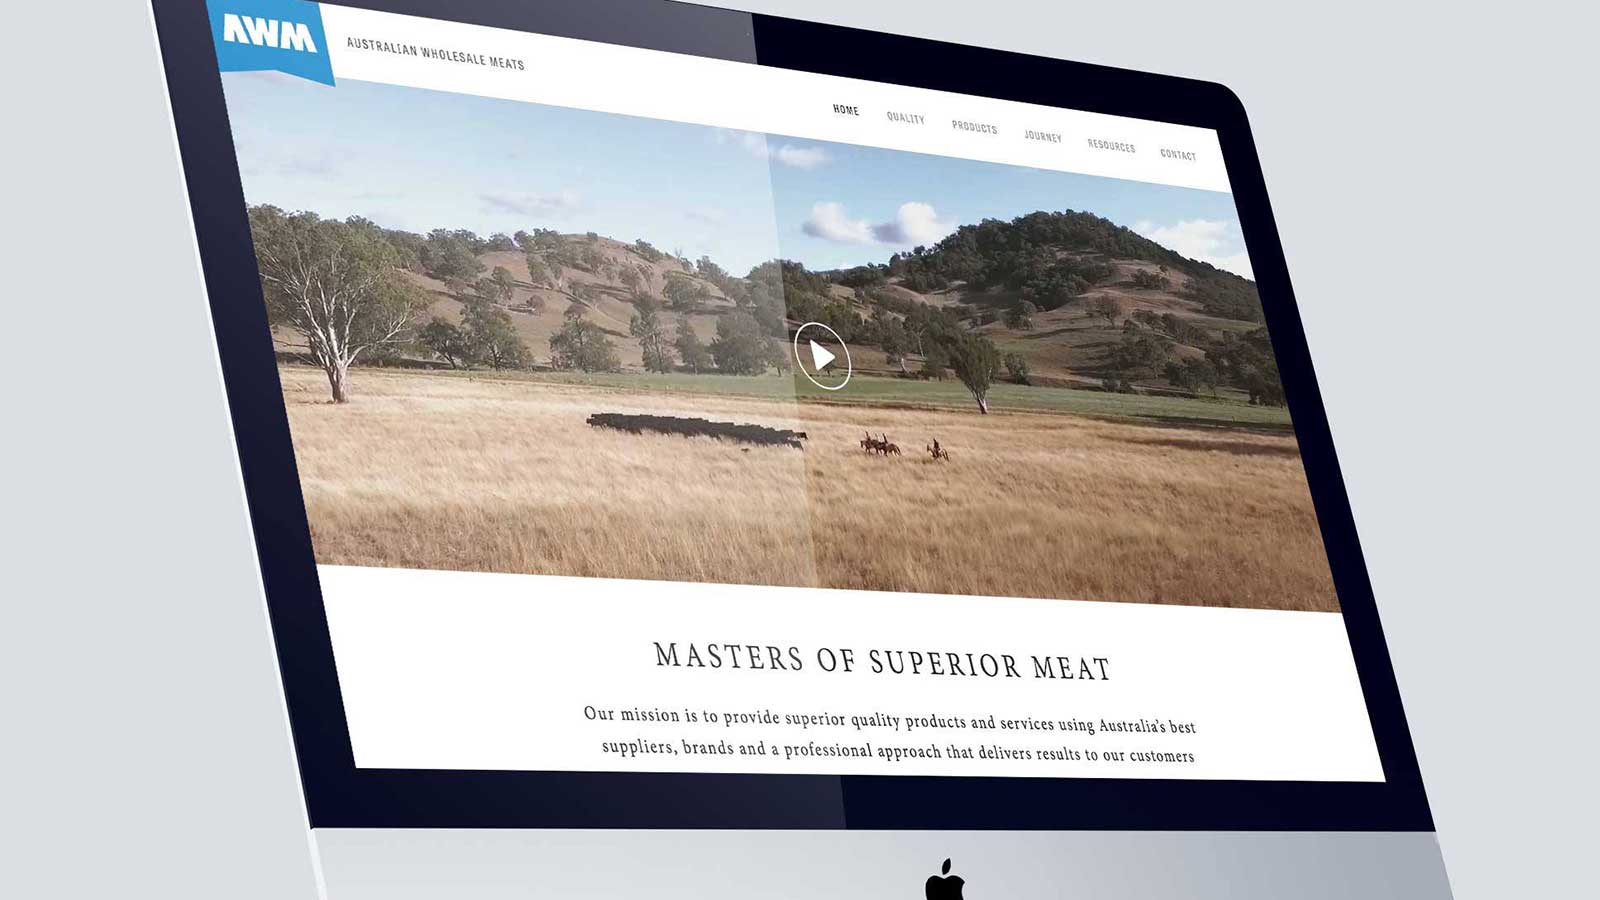 AWM
AUSTRALIAN WHOLESALE MEATS
HOME QUALITY PRODUCTS JOURNEY RESOURCES CONTACT
MASTERS OF SUPERIOR MEAT
Our mission is to provide superior quality products and services using Australia's best
suppliers, brands and a professional approach that delivers results to our customers